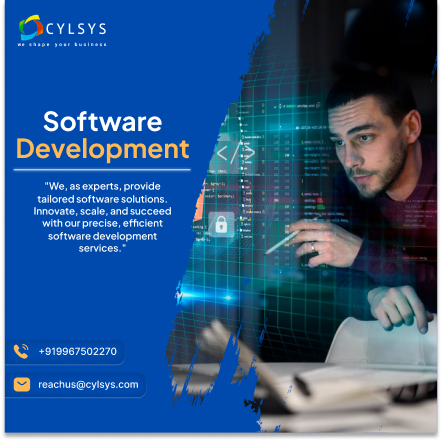 CYLSYS
we shape your business
Software
Development
"We, as experts, provide
tailored software solutions.
Innovate, scale, and succeed
with our precise, efficient
software development
services."
</>
+919967502270
reachus@cylsys.com